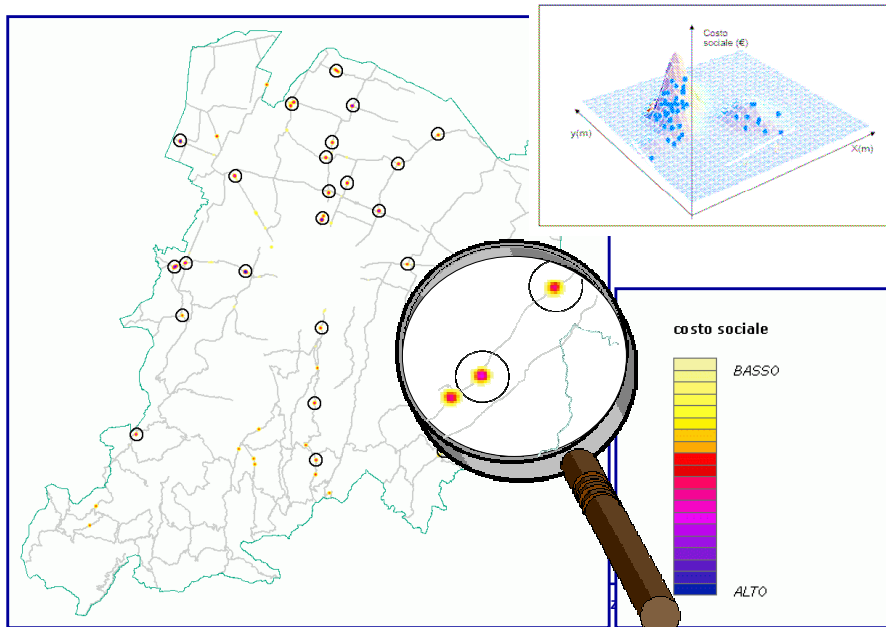 Costo
sociale (€)
y(m)
X(m)
costo sociale
BASSO
ALTO